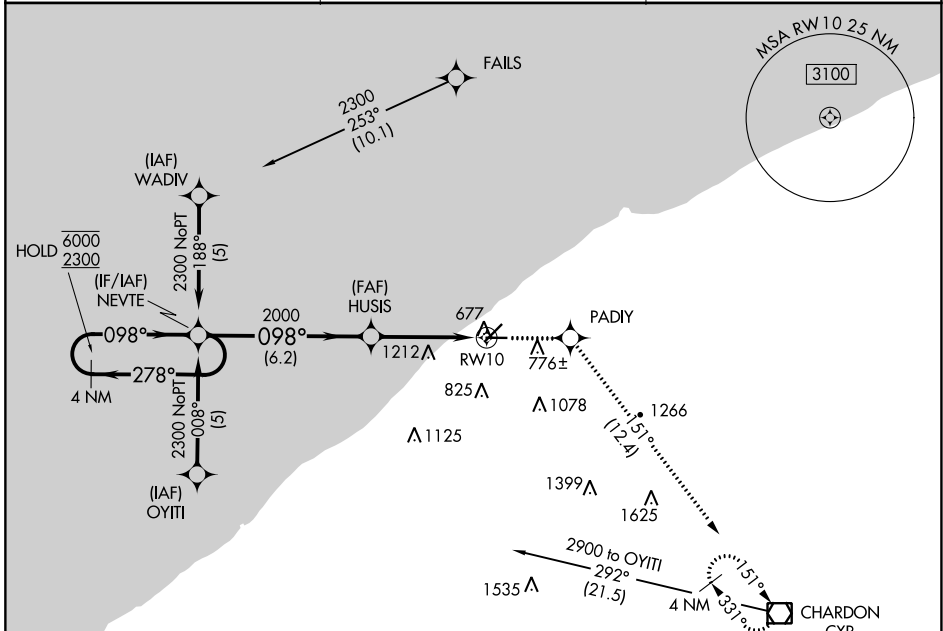 MSA RW10 25 NM
3100
FAILS
2300
253°
(10.1)
(IAF)
WADIV
2300 NoPT
188°
(5)
HOLD 6000
2300
(IF/IAF)
NEVTE
098°
278°
4 NM
2000
098°
(6.2)
(FAF)
HUSIS
1212
677
RW10
PADIY
776±
825
1078
1125
2300 NoPT
008°
(5)
(IAF)
OYITI
1266
151°
(12.4)
1399
1625
2900 to OYITI
292°
(21.5)
1535
4 NM
151°
331°
CHARDON